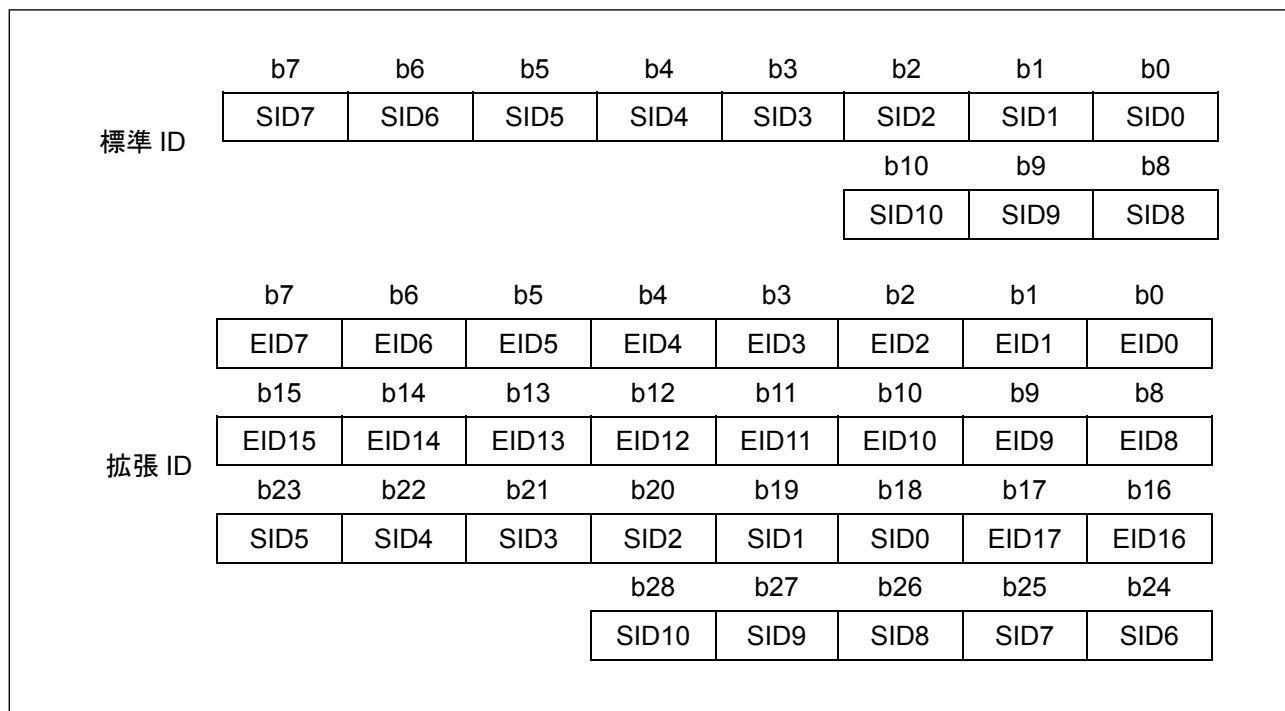 b7 b6 b5 b4 b3 b2 b1 b0
標準 ID SID7 SID6 SID5 SID4 SID3 SID2 SID1 SID0
b10 b9 b8
SID10 SID9 SID8
b7 b6 b5 b4 b3 b2 b1 b0
EID7 EID6 EID5 EID4 EID3 EID2 EID1 EID0
b15 b14 b13 b12 b11 b10 b9 b8
拡張 ID EID15 EID14 EID13 EID12 EID11 EID10 EID9 EID8
b23 b22 b21 b20 b19 b18 b17 b16
SID5 SID4 SID3 SID2 SID1 SID0 EID17 EID16
b28 b27 b26 b25 b24
SID10 SID9 SID8 SID7 SID6